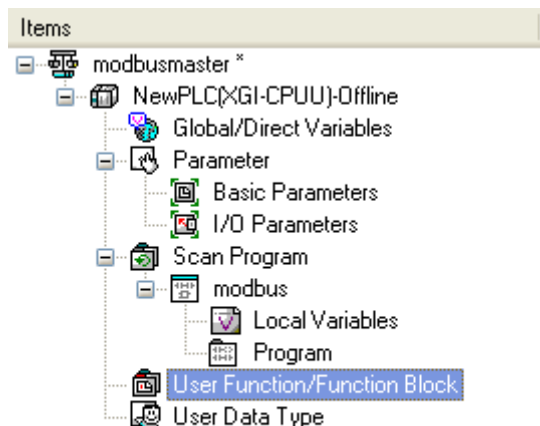 Items
modbusmaster *
NewPLC(XGI-CPUU)-Offline
Global/Direct Variables
Parameter
Basic Parameters
I/O Parameters
Scan Program
modbus
Local Variables
Program
User Function/Function Block
User Data Type